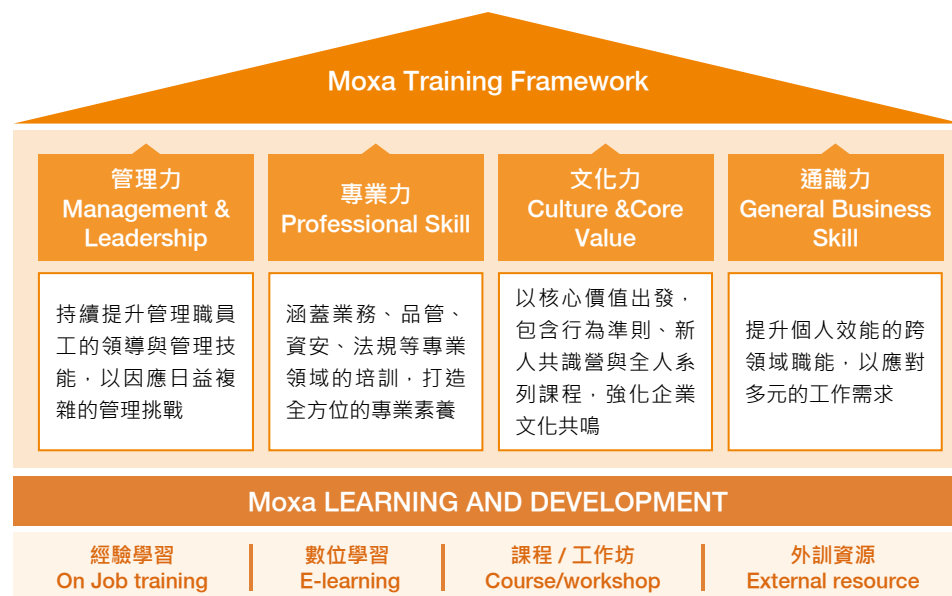 Moxa Training Framework
管理力
Management &
Leadership
專業力
Professional Skill
文化力
Culture &Core
Value
通識力
General Business
Skill
持續提升管理職員
工的領導與管理技
能，以因應日益複
雜的管理挑戰
涵蓋業務、品管、
資安、法規等專業
領域的培訓，打造
全方位的專業素養
以核心價值出發，
包含行為準則、新
人共識營與全人系
列課程，強化企業
文化共鳴
提升個人效能的跨
領域職能，以應對
多元的工作需求
Moxa LEARNING AND DEVELOPMENT
經驗學習
On Job training
數位學習
E-learning
課程 / 工作坊
Course/workshop
外訓資源
External resource